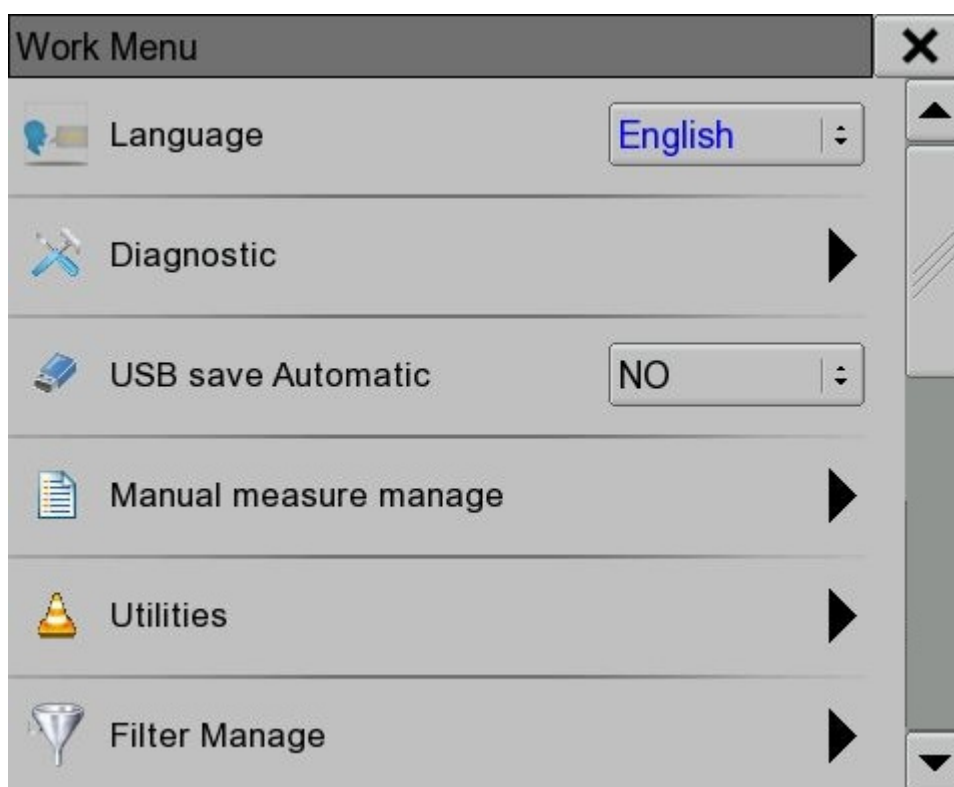 Work Menu
Language English
Diagnostic
USB save Automatic NO
Manual measure manage
Utilities
Filter Manage